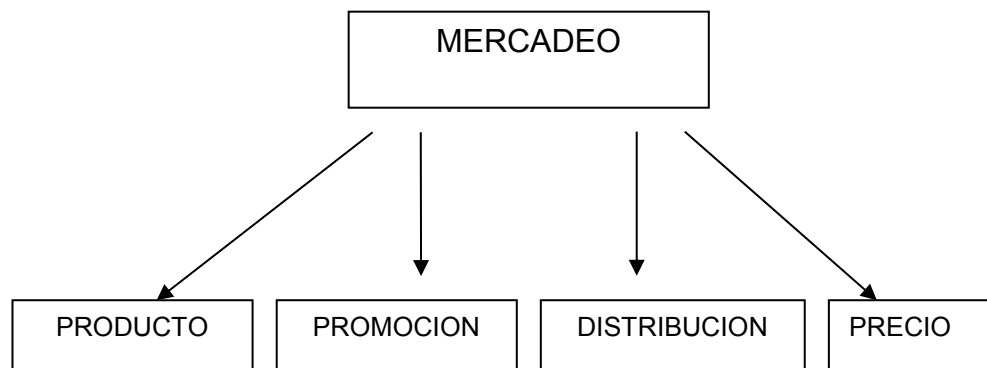 MERCADEO
PRODUCTO
PROMOCION
DISTRIBUCION
PRECIO